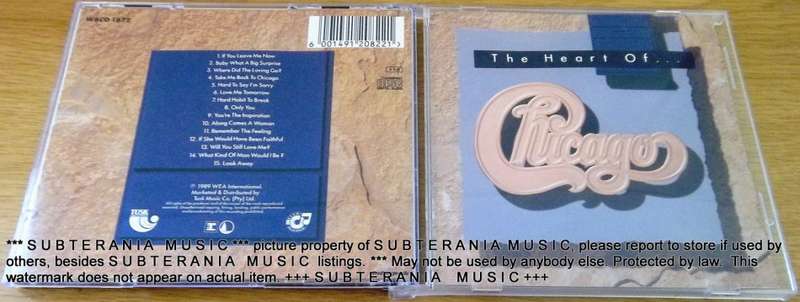 WBCD 1672
6 001491 208221 >
1. If You Leave Me Now
2. Baby What A Big Surprise
3. Where Did The Loving Go?
4. Take Me Back To Chicago
5. Hard To Say I'm Sorry
6. Love Me Tomorrow
7. Hard Habit To Break
8. Only You
9. You're The Inspiration
10. Along Comes A Woman
11. Remember The Feeling
12. If She Would Have Been Faithful
13. Will You Still Love Me?
14. What Kind Of Man Would I Be?
15. Look Away
℗ 1989 WEA International.
Marketed & Distributed by
Tusk Music Co. (Pty) Ltd.
TUSK
The Heart Of...
Chicago
*** S U B T E R A N I A   M U S I C *** picture property of S U B T E R A N I A M U S I C, please report to store if used by
others, besides S U B T E R A N I A   M U S I C listings. *** May not be used by anybody else. Protected by law. This
watermark does not appear on actual item. +++ S U B T E R A N I A   M U S I C +++